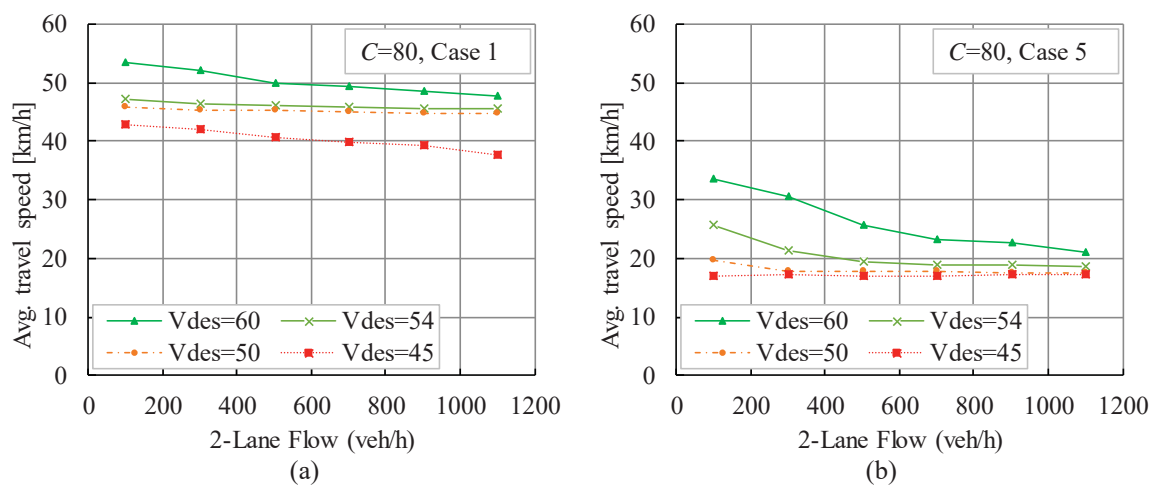 60
50
40
30
20
10
0
Avg. travel speed [km/h]
C=80, Case 1
Vdes=60
Vdes=54
Vdes=50
Vdes=45
0 200 400 600 800 1000 1200
2-Lane Flow (veh/h)
(a)
60
50
40
30
20
10
0
Avg. travel speed [km/h]
C=80, Case 5
Vdes=60
Vdes=54
Vdes=50
Vdes=45
0 200 400 600 800 1000 1200
2-Lane Flow (veh/h)
(b)